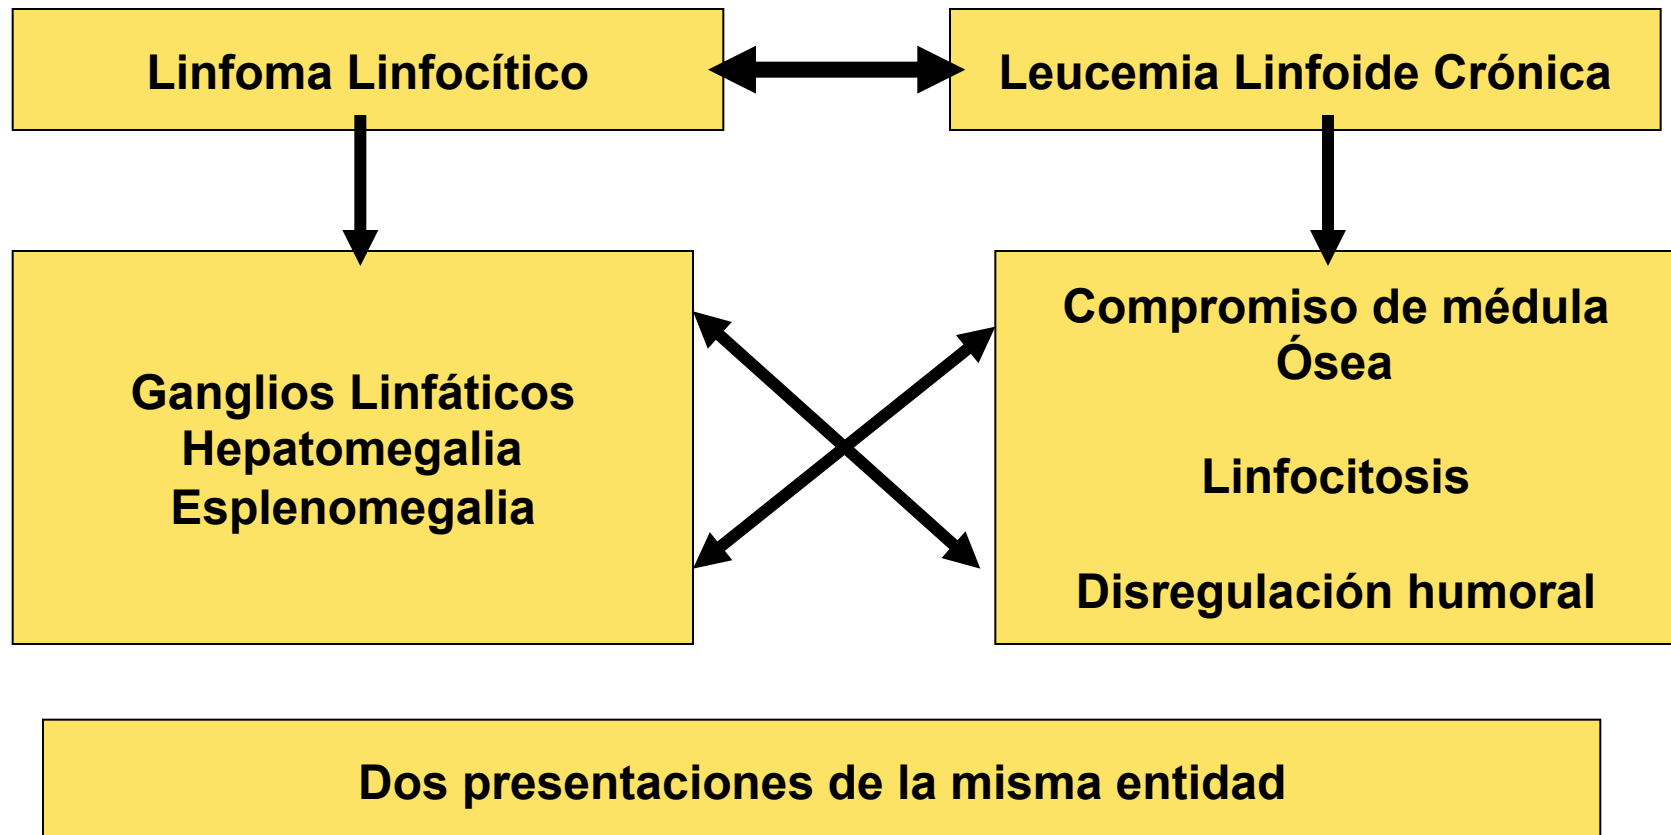 Linfoma Linfocítico
Leucemia Linfoide Crónica
Ganglios Linfáticos
Hepatomegalia
Esplenomegalia
Compromiso de médula
Ósea
Linfocitosis
Disregulación humoral
Dos presentaciones de la misma entidad